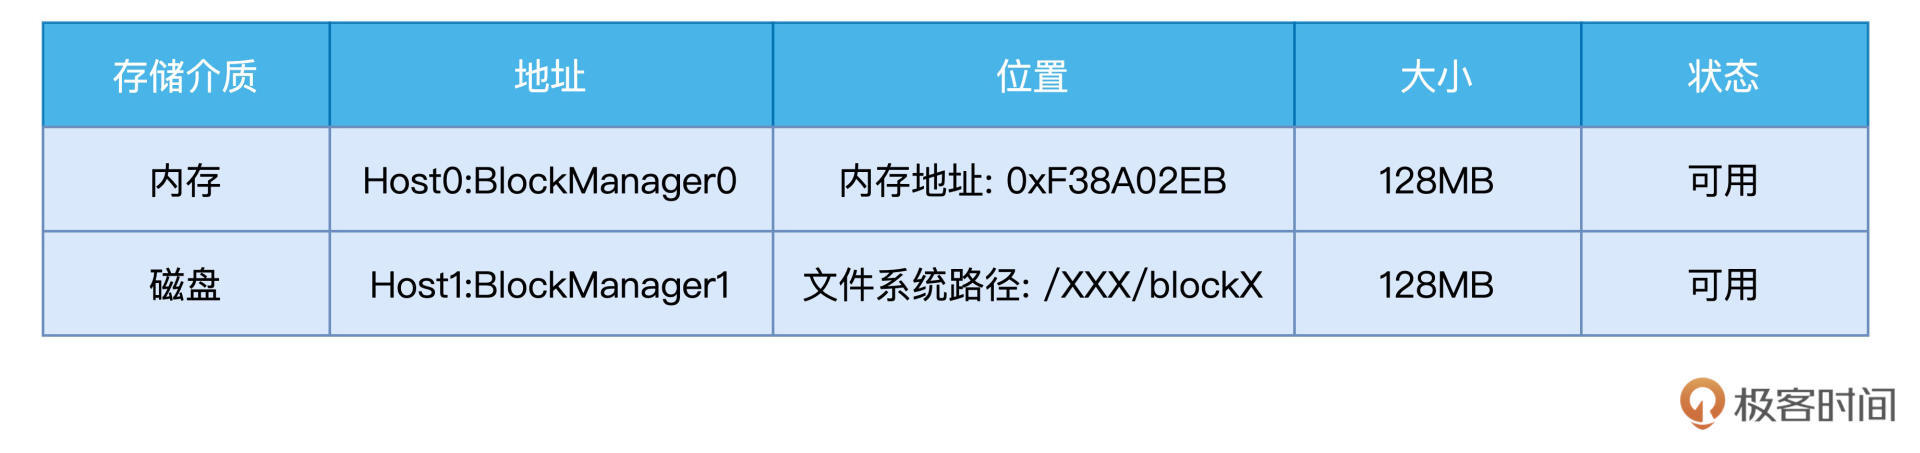 存储介质 地址 位置 大小 状态
内存 Host0:BlockManager0 内存地址: 0xF38A02EB 128MB 可用
磁盘 Host1:BlockManager1 文件系统路径: /XXX/blockX 128MB 可用
极客时间